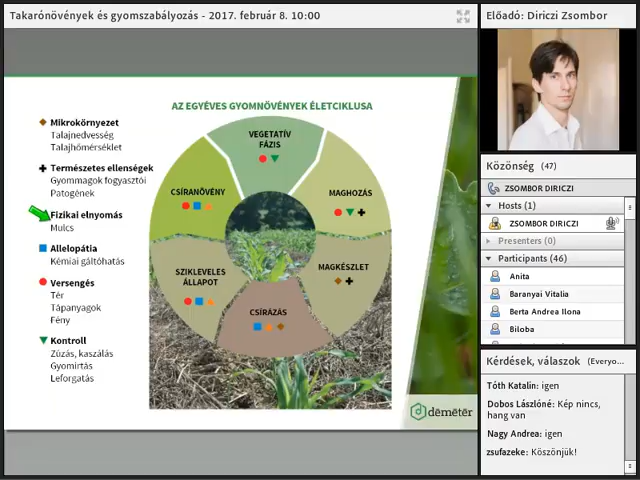 Takarónövények és gyomszabályozás - 2017. február 8. 10:00
AZ EGYÉVES GYOMNÖVÉNYEK ÉLETCIKLUSA
Mikrokörnyezet
Talajnedvesség
Talajhőmérséklet
Természetes ellenségek
Gyommagok fogyasztói
Patogének
Fizikai elnyomás
Mulcs
Allelopátia
Kémiai gáltóhatás
Versengés
Tér
Tápanyagok
Fény
Kontroll
Zúzás, kaszálás
Gyomirtás
Leforgatás
VEGETATÍV
FÁZIS
MAGHOZÁS
MAGKÉSZLET
CSÍRÁZÁS
SZIKLEVELES
ÁLLAPOT
CSÍRANÖVÉNY
dēmētēr
Előadó: Diriczi Zsombor
Közönség (47)
ZSOMBOR DIRICZI
Hosts (1)
ZSOMBOR DIRICZI
Presenters (0)
Participants (46)
Anita
Baranyai Vitalia
Berta Andrea Ilona
Biloba
Kérdések, válaszok (Everyo...
Tóth Katalin: igen
Dobos Lászlóné: Kép nincs,
hang van
Nagy Andrea: igen
zsufazeke: Köszönjük!